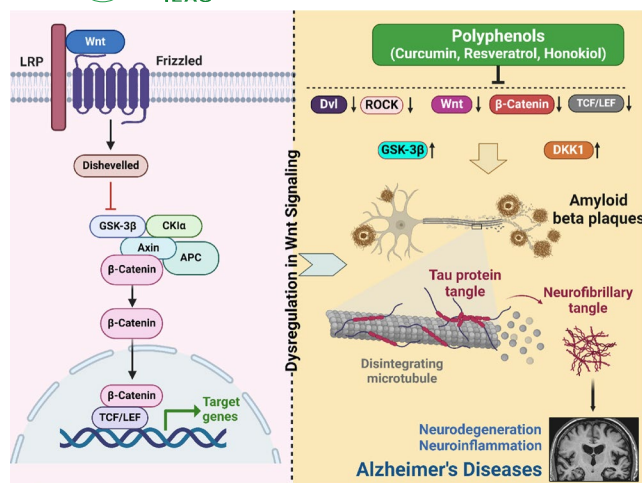 LRP
Wnt
Frizzled
Dishevelled
GSK-3β
CKIα
Axin
APC
β-Catenin
β-Catenin
β-Catenin
TCF/LEF
Target
genes
Dysregulation in Wnt Signaling
Polyphenols
(Curcumin, Resveratrol, Honokiol)
Dvl
ROCK
Wnt
β-Catenin
TCF/LEF
GSK-3β
DKK1
Amyloid
beta plaques
Tau protein
tangle
Neurofibrillary
tangle
Disintegrating
microtubule
Neurodegeneration
Neuroinflammation
Alzheimer's Diseases